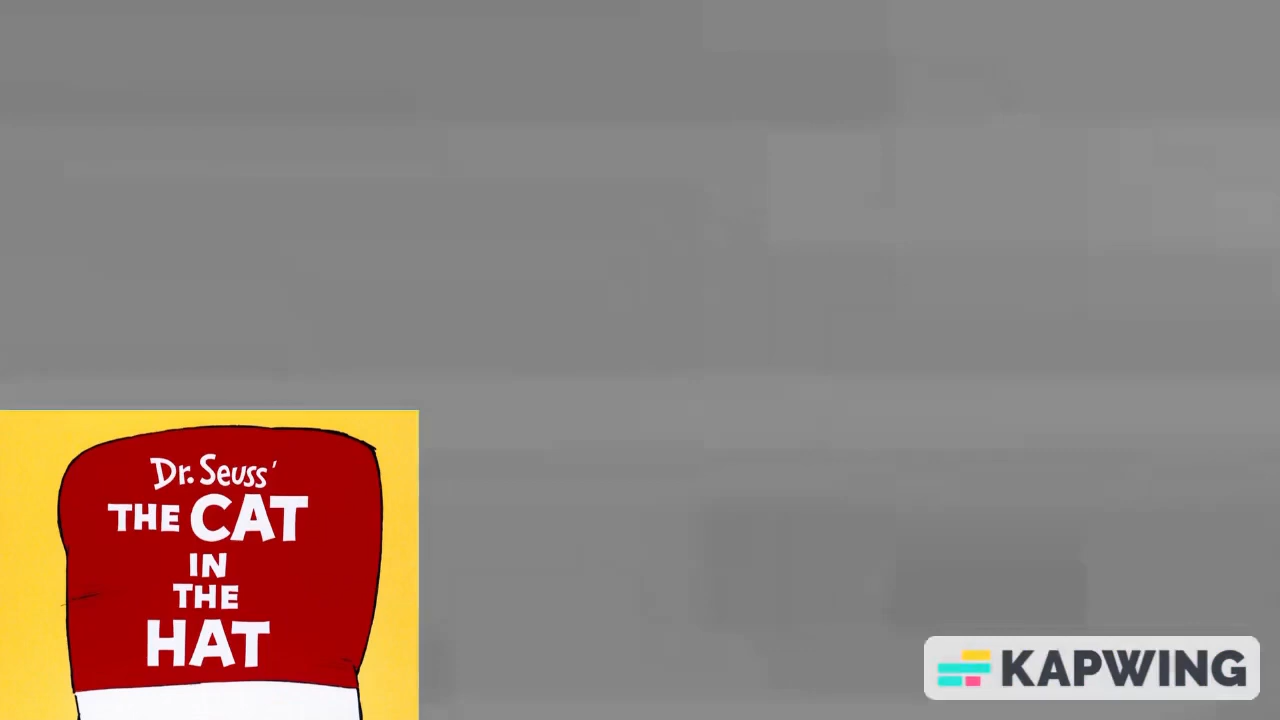 Dr. Seuss'
THE CAT
IN
THE
HAT
KAPWING